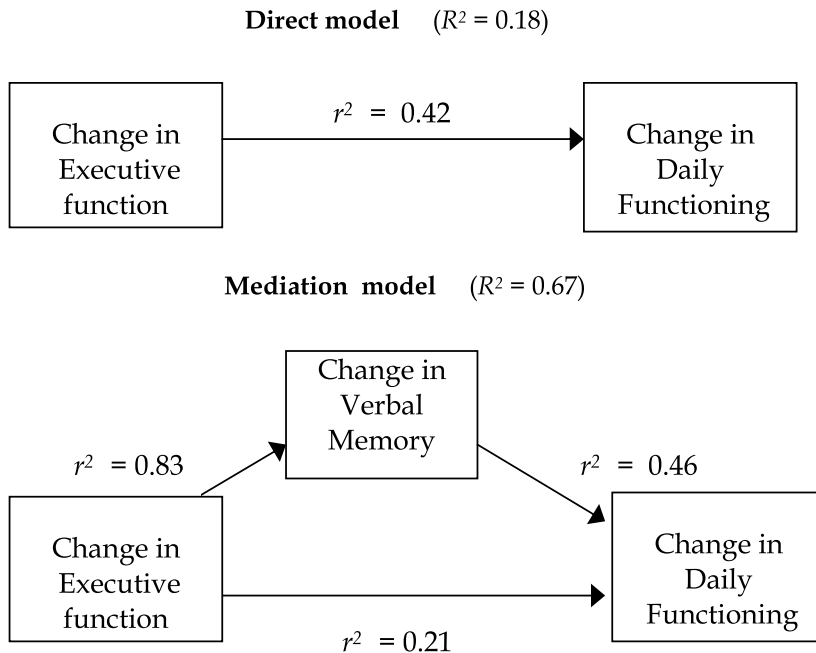 Direct model (R² = 0.18)
r² = 0.42
Change in
Executive
function
Change in
Daily
Functioning
Mediation model (R² = 0.67)
Change in
Verbal
Memory
r² = 0.83
r² = 0.46
Change in
Executive
function
Change in
Daily
Functioning
r² = 0.21